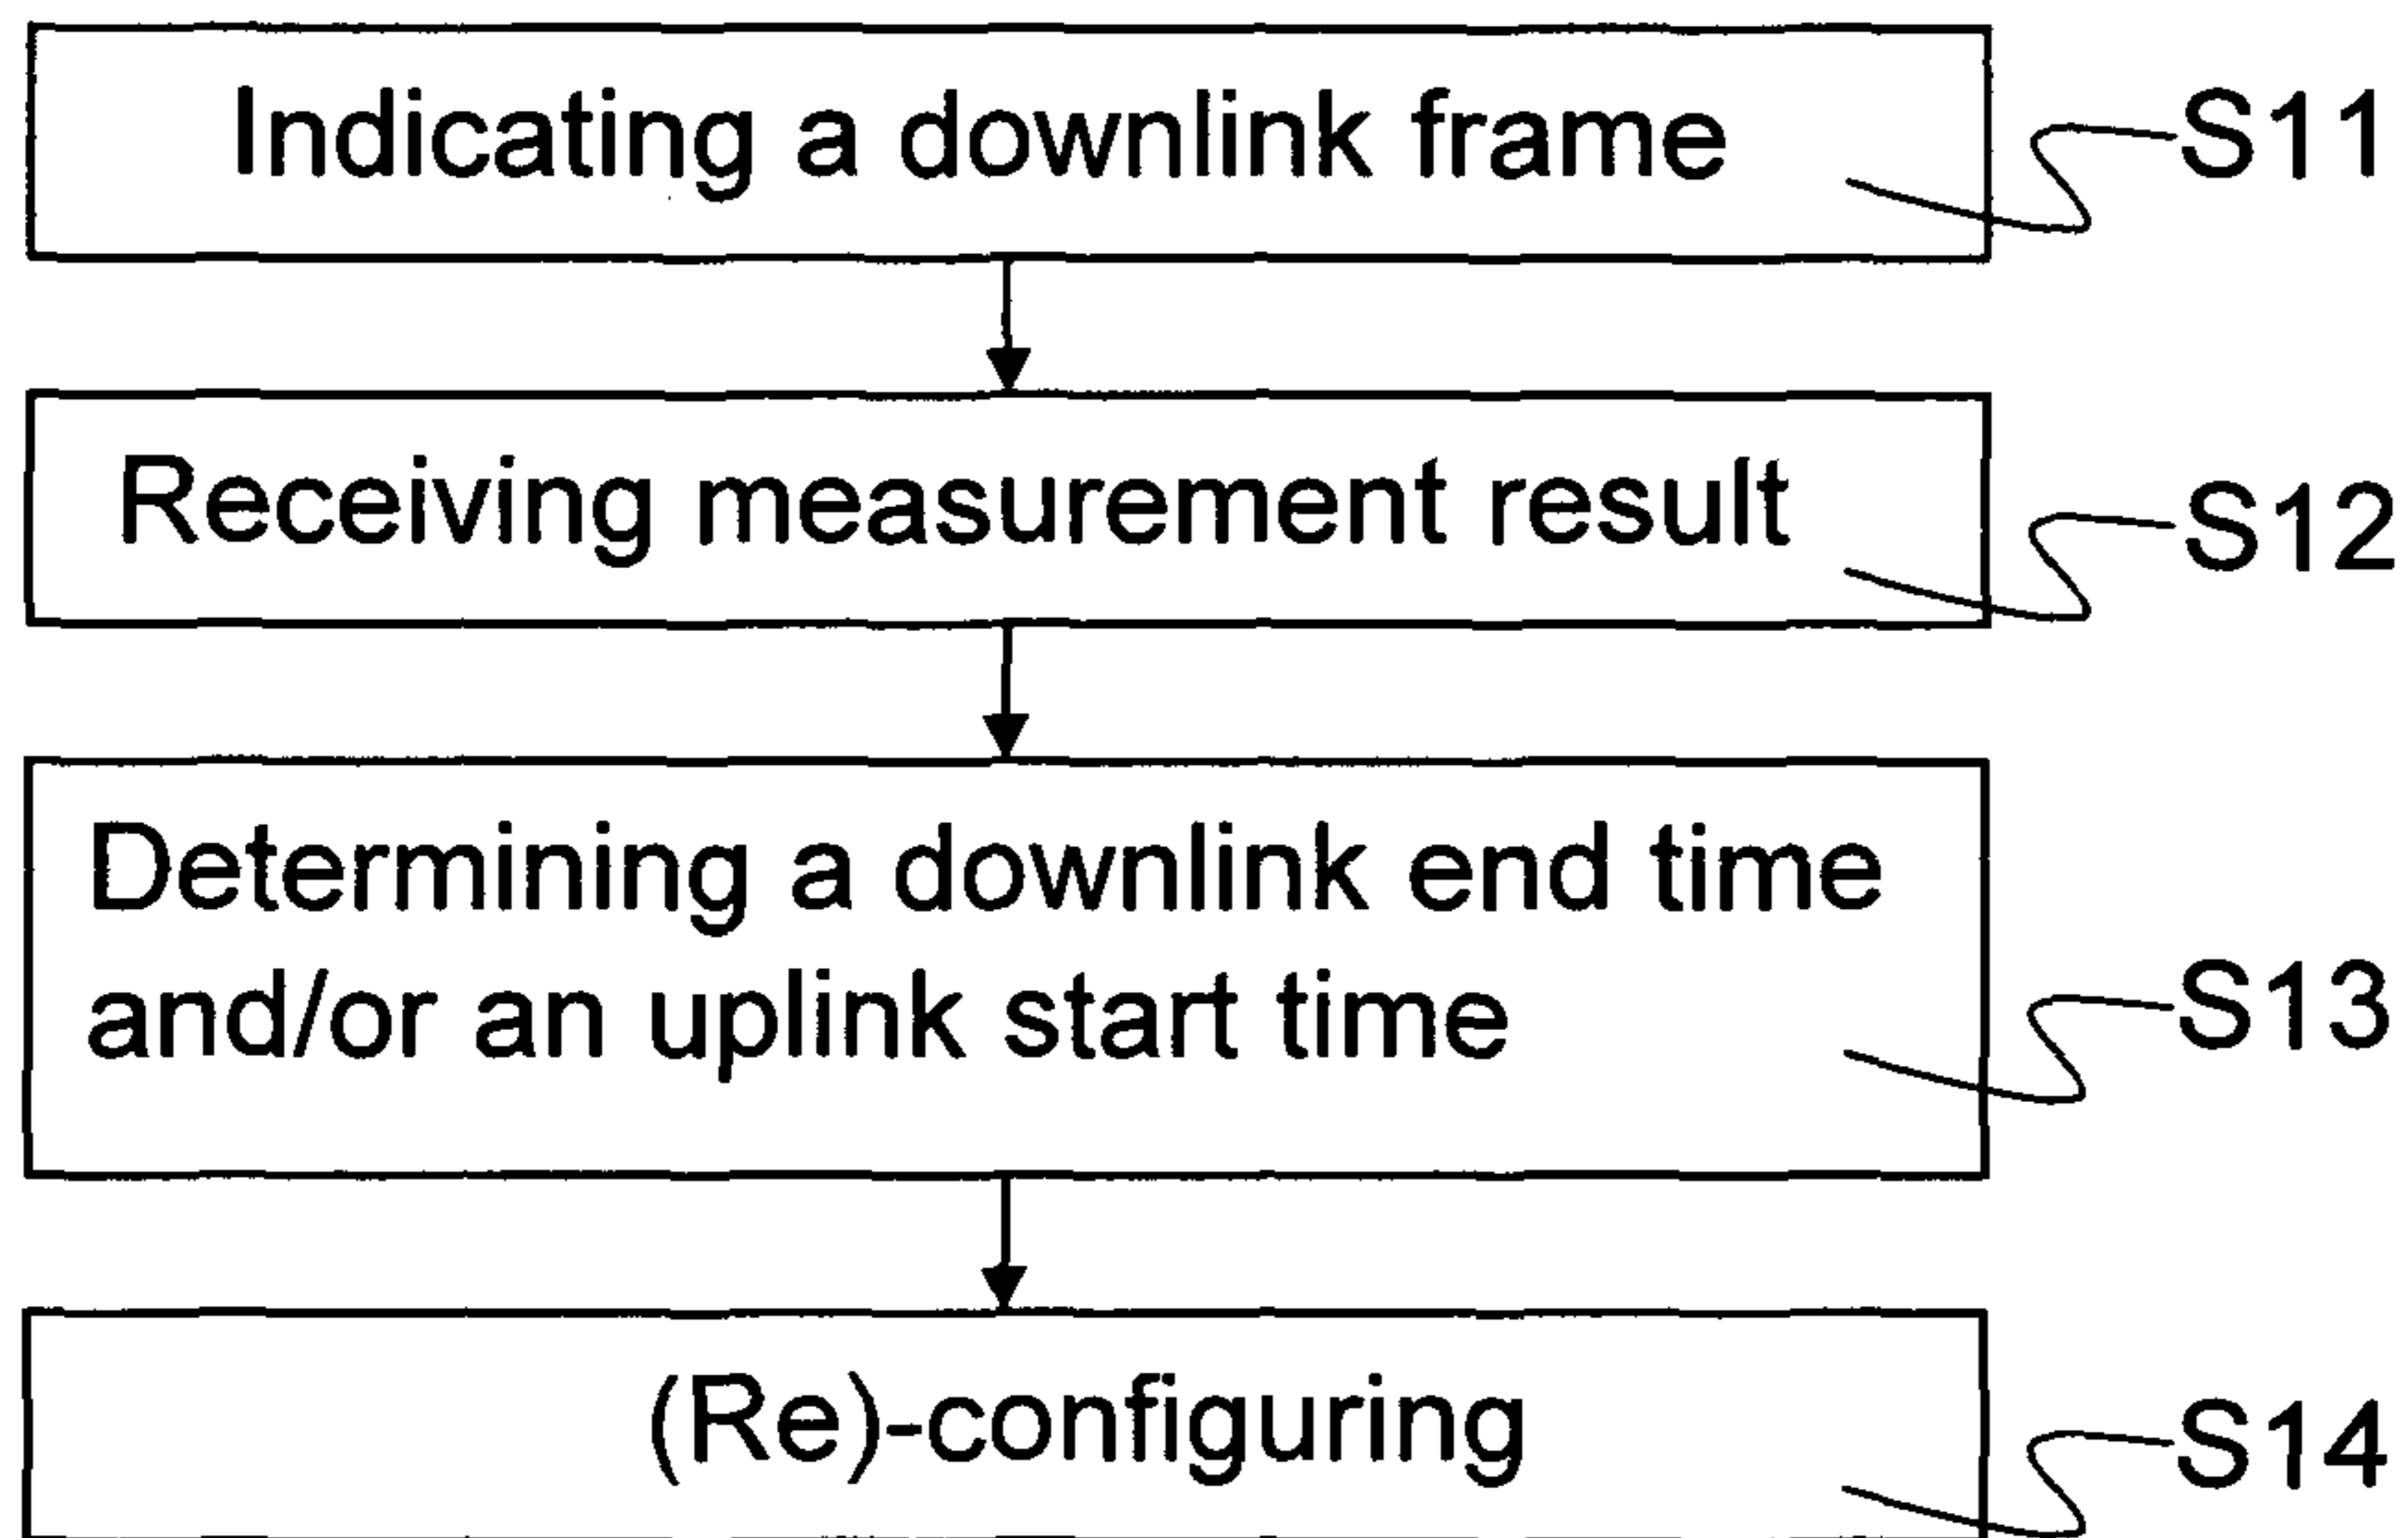 Indicating a downlink frame
S11
Receiving measurement result
S12
Determining a downlink end time
and/or an uplink start time
S13
(Re)-configuring
S14